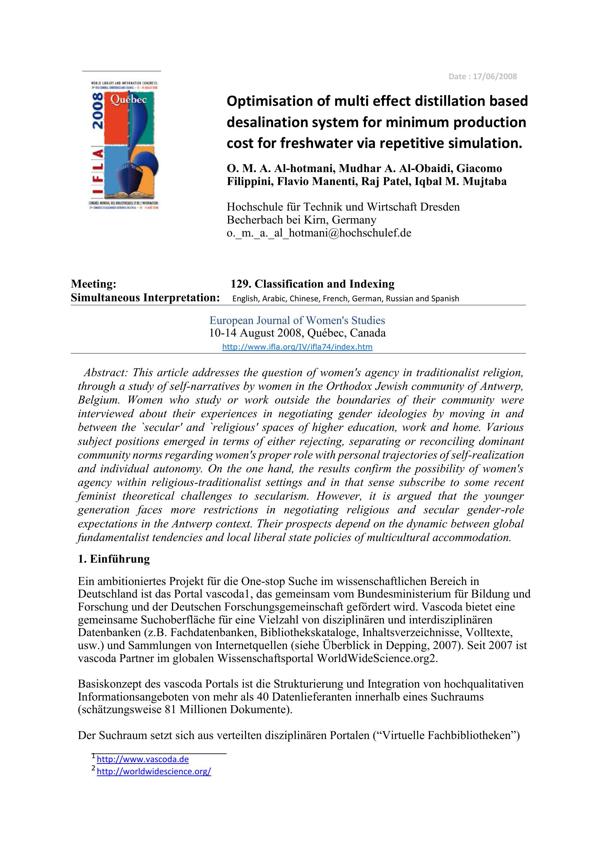 Date : 17/06/2008
WORLD LIBRARY AND INFORMATION CONGRESS:
Québec
IFLA 2008
Optimisation of multi effect distillation based
desalination system for minimum production
cost for freshwater via repetitive simulation.
O. M. A. Al-hotmani, Mudhar A. Al-Obaidi, Giacomo
Filippini, Flavio Manenti, Raj Patel, Iqbal M. Mujtaba
Hochschule für Technik und Wirtschaft Dresden
Becherbach bei Kirn, Germany
o._m._a._al_hotmani@hochschulef.de
Meeting: 129. Classification and Indexing
Simultaneous Interpretation: English, Arabic, Chinese, French, German, Russian and Spanish
European Journal of Women's Studies
10-14 August 2008, Québec, Canada
http://www.ifla.org/IV/ifla74/index.htm
Abstract: This article addresses the question of women's agency in traditionalist religion,
through a study of self-narratives by women in the Orthodox Jewish community of Antwerp,
Belgium. Women who study or work outside the boundaries of their community were
interviewed about their experiences in negotiating gender ideologies by moving in and
between the `secular' and `religious' spaces of higher education, work and home. Various
subject positions emerged in terms of either rejecting, separating or reconciling dominant
community norms regarding women's proper role with personal trajectories of self-realization
and individual autonomy. On the one hand, the results confirm the possibility of women's
agency within religious-traditionalist settings and in that sense subscribe to some recent
feminist theoretical challenges to secularism. However, it is argued that the younger
generation faces more restrictions in negotiating religious and secular gender-role
expectations in the Antwerp context. Their prospects depend on the dynamic between global
fundamentalist tendencies and local liberal state policies of multicultural accommodation.
1. Einführung
Ein ambitioniertes Projekt für die One-stop Suche im wissenschaftlichen Bereich in
Deutschland ist das Portal vascoda1, das gemeinsam vom Bundesministerium für Bildung und
Forschung und der Deutschen Forschungsgemeinschaft gefördert wird. Vascoda bietet eine
gemeinsame Suchoberfläche für eine Vielzahl von disziplinären und interdisziplinären
Datenbanken (z.B. Fachdatenbanken, Bibliothekskataloge, Inhaltsverzeichnisse, Volltexte,
usw.) und Sammlungen von Internetquellen (siehe Überblick in Depping, 2007). Seit 2007 ist
vascoda Partner im globalen Wissenschaftsportal WorldWideScience.org2.
Basiskonzept des vascoda Portals ist die Strukturierung und Integration von hochqualitativen
Informationsangeboten von mehr als 40 Datenlieferanten innerhalb eines Suchraums
(schätzungsweise 81 Millionen Dokumente).
Der Suchraum setzt sich aus verteilten disziplinären Portalen (“Virtuelle Fachbibliotheken”)
1 http://www.vascoda.de
2 http://worldwidescience.org/